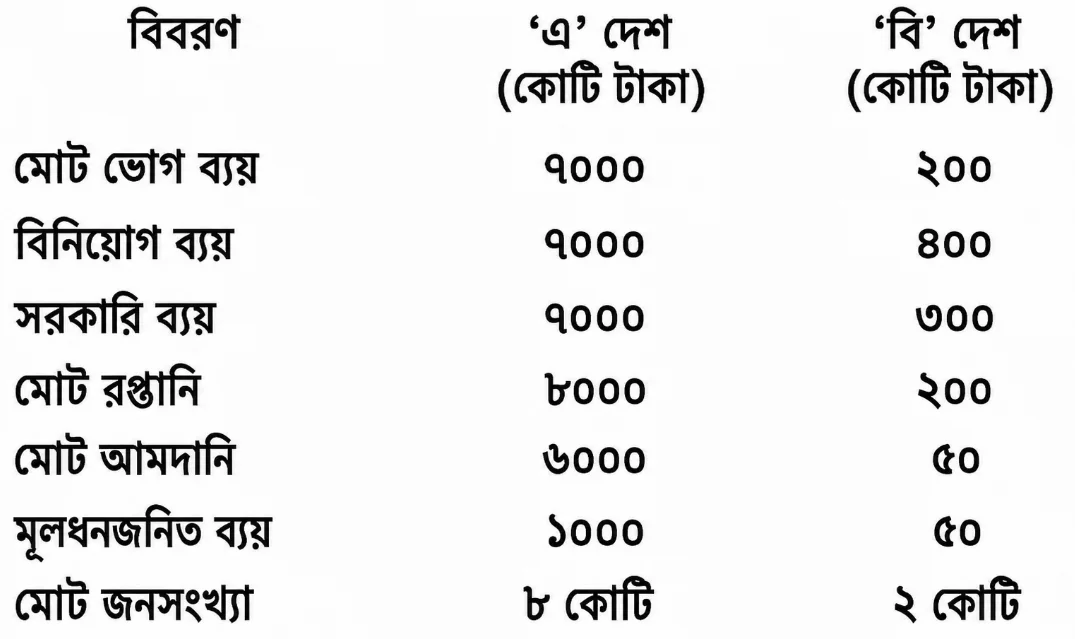 বিবরণ ‘এ’ দেশ ‘বি’ দেশ
(কোটি টাকা) (কোটি টাকা)
মোট ভোগ ব্যয় ৭০০০ ২০০
বিনিয়োগ ব্যয় ৭০০০ ৪০০
সরকারি ব্যয় ৭০০০ ৩০০
মোট রপ্তানি ৮০০০ ২০০
মোট আমদানি ৬০০০ ৫০
মূলধনজনিত ব্যয় ১০০০ ৫০
মোট জনসংখ্যা ৮ কোটি ২ কোটি